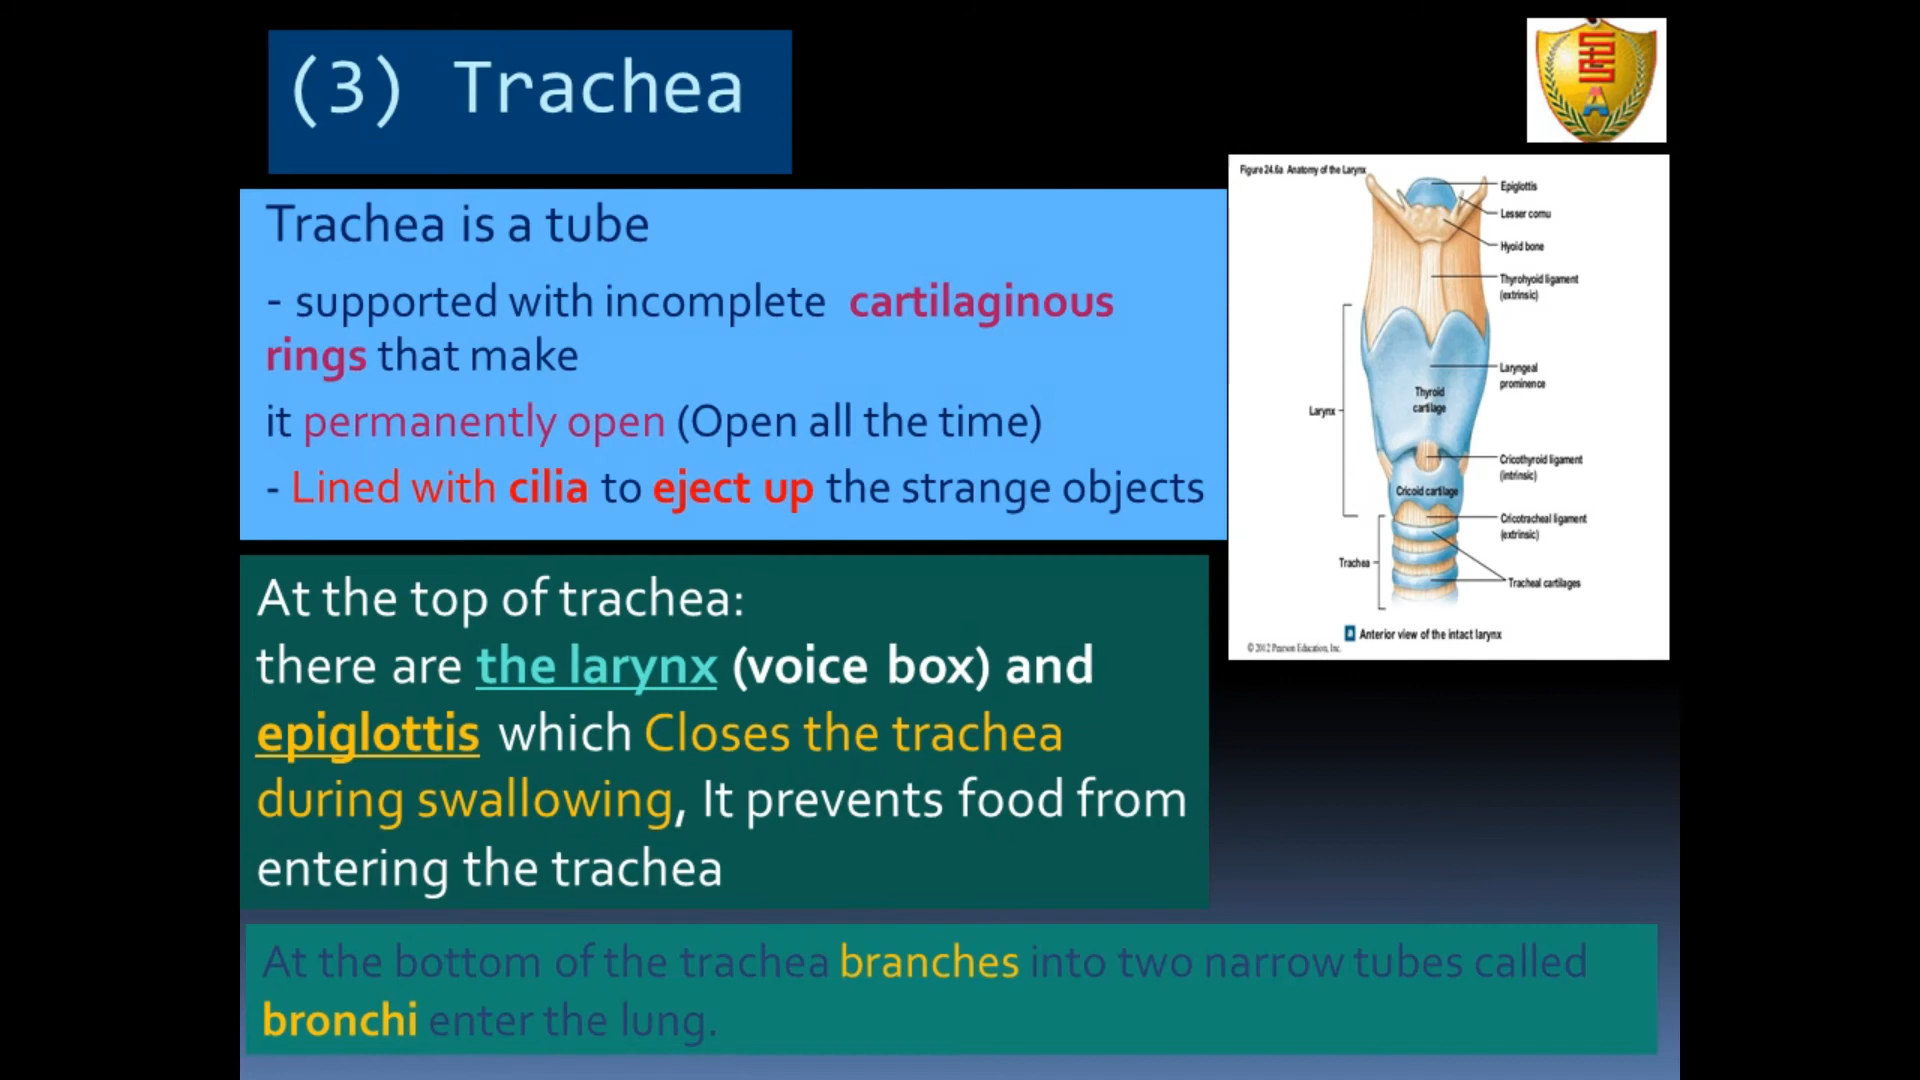 (3) Trachea
Trachea is a tube
- supported with incomplete cartilaginous
rings that make
it permanently open (Open all the time)
- Lined with cilia to eject up the strange objects
At the top of trachea:
there are the larynx (voice box) and
epiglottis which Closes the trachea
during swallowing, It prevents food from
entering the trachea
At the bottom of the trachea branches into two narrow tubes called
bronchi enter the lung.
Figure 24.6a Anatomy of the Larynx
Epiglottis
Lesser cornu
Hyoid bone
Thyrohyoid ligament
(extrinsic)
Laryngeal
prominence
Thyroid
cartilage
Larynx
Cricothyroid ligament
(intrinsic)
Cricoid cartilage
Cricotracheal ligament
(extrinsic)
Trachea
Tracheal cartilages
a Anterior view of the intact larynx
© 2012 Pearson Education, Inc.